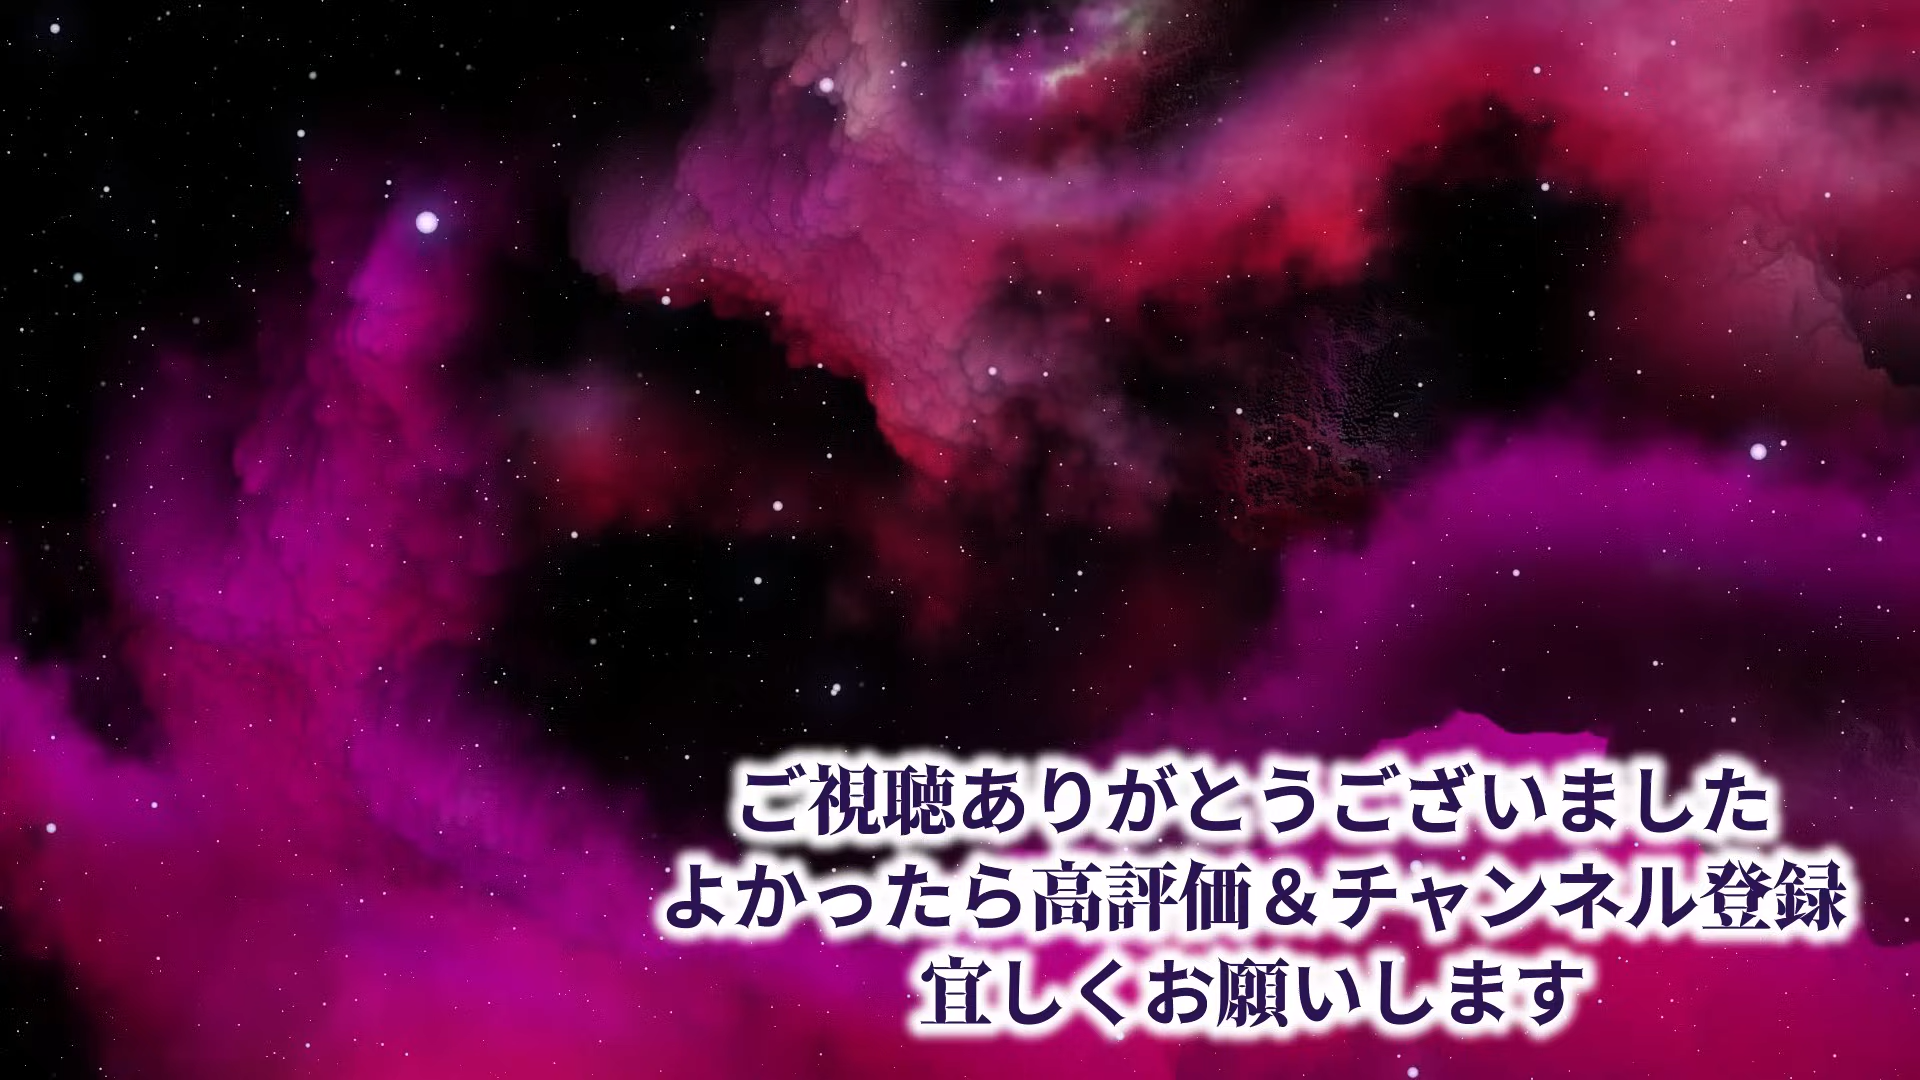 ご視聴ありがとうございました
よかったら高評価＆チャンネル登録
宜しくお願いします